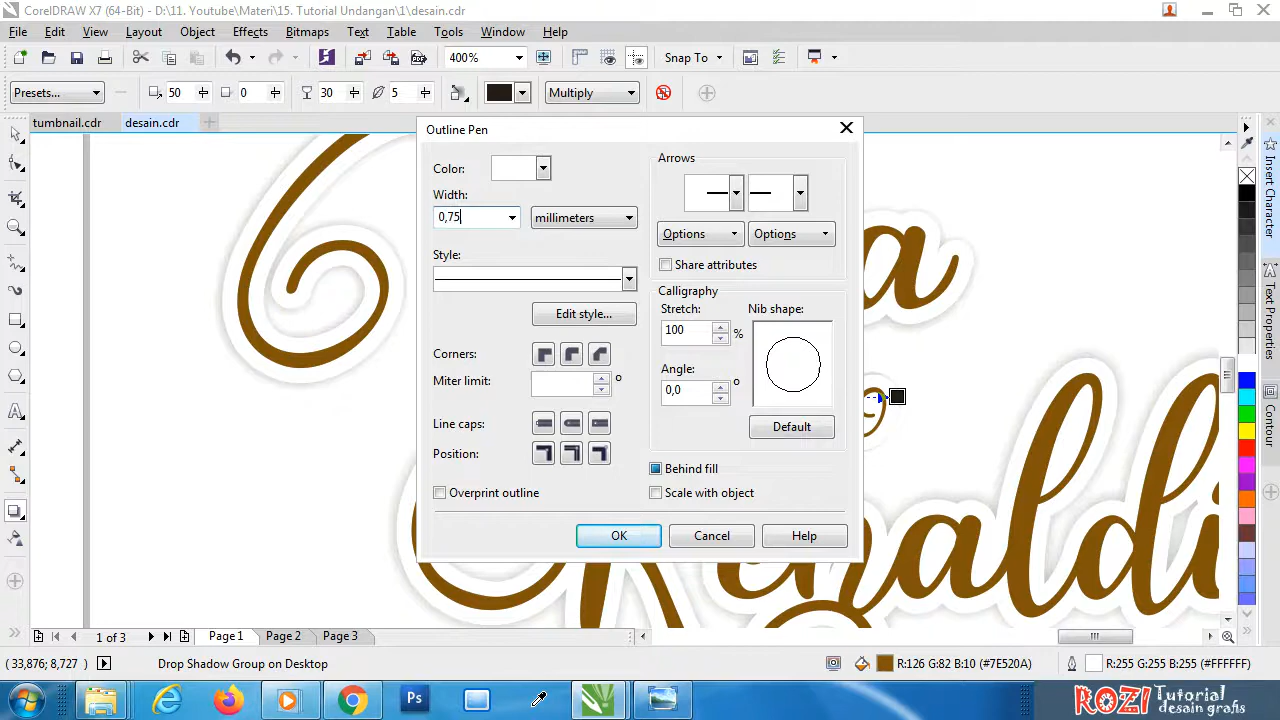 CorelDRAW X7 (64-Bit) - D:\11. Youtube\Materi\15. Tutorial Undangan\1\desain.cdr
File Edit View Layout Object Effects Bitmaps Text Table Tools Window Help
400% Snap To
Presets... 50 0 30 5 Multiply
tumbnail.cdr desain.cdr
Outline Pen
Color:
Width:
0,75 millimeters
Style:
Edit style...
Corners:
Miter limit: °
Line caps:
Position:
Overprint outline
Arrows
Options Options
Share attributes
Calligraphy
Stretch: Nib shape:
100 %
Angle:
0,0 °
Default
Behind fill
Scale with object
OK Cancel Help
a
Renaldi
Insert Character
Text Properties
Contour
1 of 3 Page 1 Page 2 Page 3
(33,876; 8,727) Drop Shadow Group on Desktop R:126 G:82 B:10 (#7E520A) R:255 G:255 B:255 (#FFFFFF)
Ps
ROZI Tutorial
desain grafis